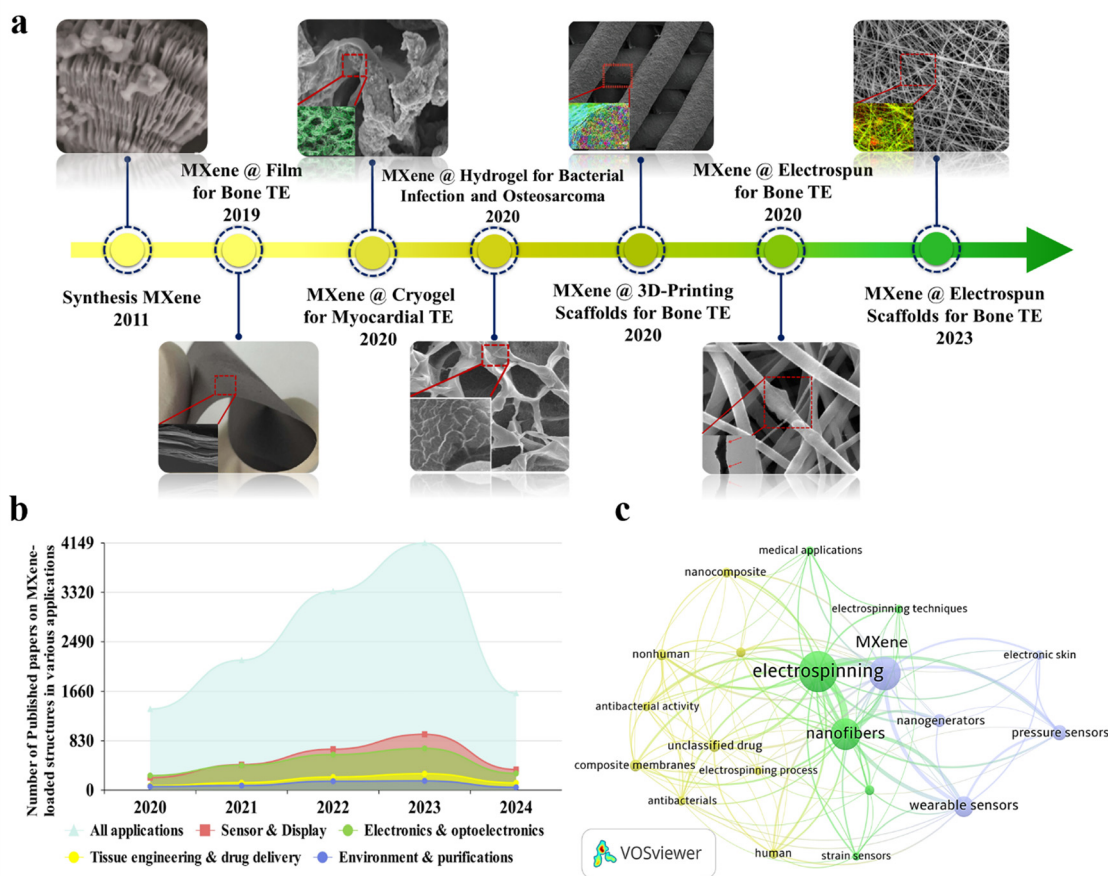 a
MXene @ Film
for Bone TE
2019
MXene @ Hydrogel for Bacterial
Infection and Osteosarcoma
2020
MXene @ Electrospun
for Bone TE
2020
Synthesis MXene
2011
MXene @ Cryogel
for Myocardial TE
2020
MXene @ 3D-Printing
Scaffolds for Bone TE
2020
MXene @ Electrospun
Scaffolds for Bone TE
2023
b
Number of Published papers on MXene-
loaded structures in various applications
4149
3320
2490
1660
830
0
2020 2021 2022 2023 2024
All applications Sensor & Display Electronics & optoelectronics
Tissue engineering & drug delivery Environment & purifications
c
medical applications
nanocomposite
electrospinning techniques
MXene
nonhuman
electronic skin
electrospinning
antibacterial activity
nanogenerators
nanofibers
pressure sensors
unclassified drug
composite membranes
electrospinning process
antibacterials
wearable sensors
human
strain sensors
VOSviewer